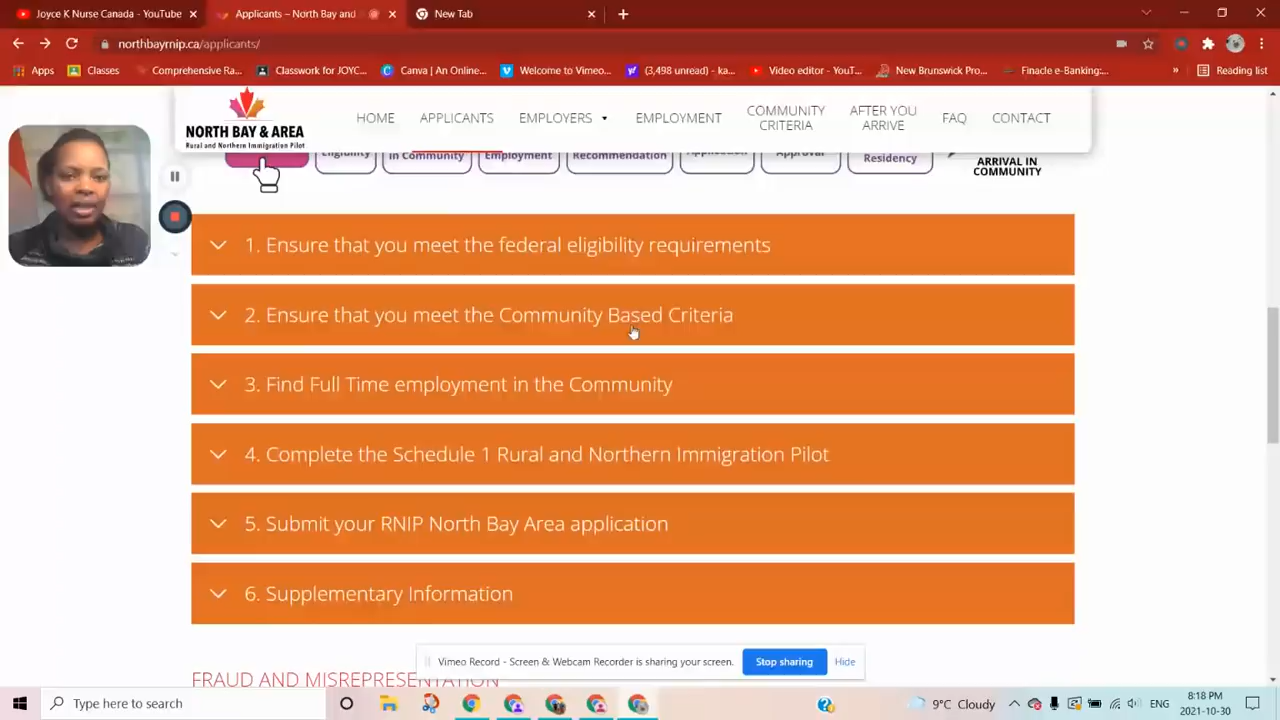 Joyce K Nurse Canada - YouTube
Applicants – North Bay and
New Tab
northbayrnip.ca/applicants/
Apps
Classes
Comprehensive Ra...
Classwork for JOYC...
Canva | An Online...
Welcome to Vimeo...
(3,498 unread) - ka...
Video editor - YouT...
New Brunswick Pro...
Finacle e-Banking:...
»
Reading list
NORTH BAY & AREA
Rural and Northern Immigration Pilot
HOME
APPLICANTS
EMPLOYERS
EMPLOYMENT
COMMUNITY
CRITERIA
AFTER YOU
ARRIVE
FAQ
CONTACT
Eligibility
in Community
Employment
Recommendation
Application
Approval
Residency
ARRIVAL IN
COMMUNITY
1. Ensure that you meet the federal eligibility requirements
2. Ensure that you meet the Community Based Criteria
3. Find Full Time employment in the Community
4. Complete the Schedule 1 Rural and Northern Immigration Pilot
5. Submit your RNIP North Bay Area application
6. Supplementary Information
Vimeo Record - Screen & Webcam Recorder is sharing your screen.
Stop sharing
Hide
FRAUD AND MISREPRESENTATION
Type here to search
9°C Cloudy
ENG
8:18 PM
2021-10-30